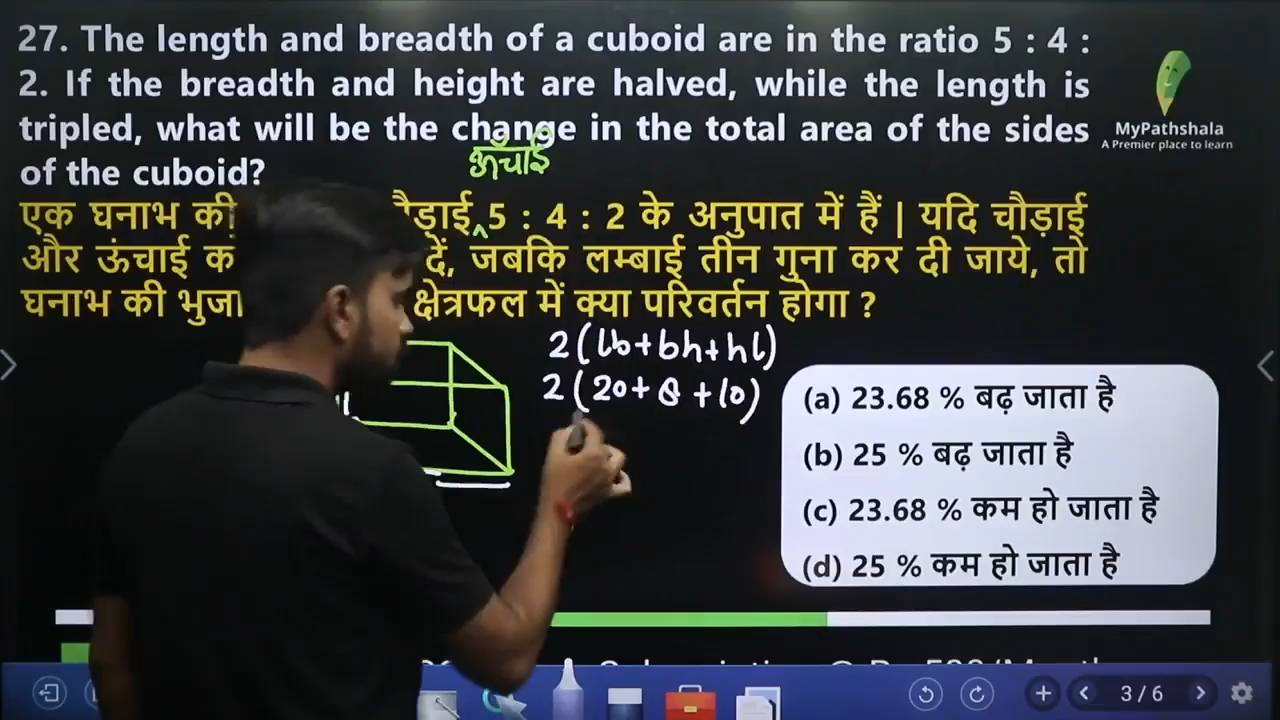 27. The length and breadth of a cuboid are in the ratio 5 : 4 :
2. If the breadth and height are halved, while the length is
tripled, what will be the change in the total area of the sides
of the cuboid?
ऊँचाई
MyPathshala
A Premier place to learn
एक घनाभ की 5 : 4 : 2 के अनुपात में हैं | यदि चौड़ाई
और ऊंचाई दें, जबकि लम्बाई तीन गुना कर दी जाये, तो
घनाभ की क्षेत्रफल में क्या परिवर्तन होगा ?
2(lb+bh+hl)
2(20+8+10)
(a) 23.68 % बढ़ जाता है
(b) 25 % बढ़ जाता है
(c) 23.68 % कम हो जाता है
(d) 25 % कम हो जाता है
3 / 6